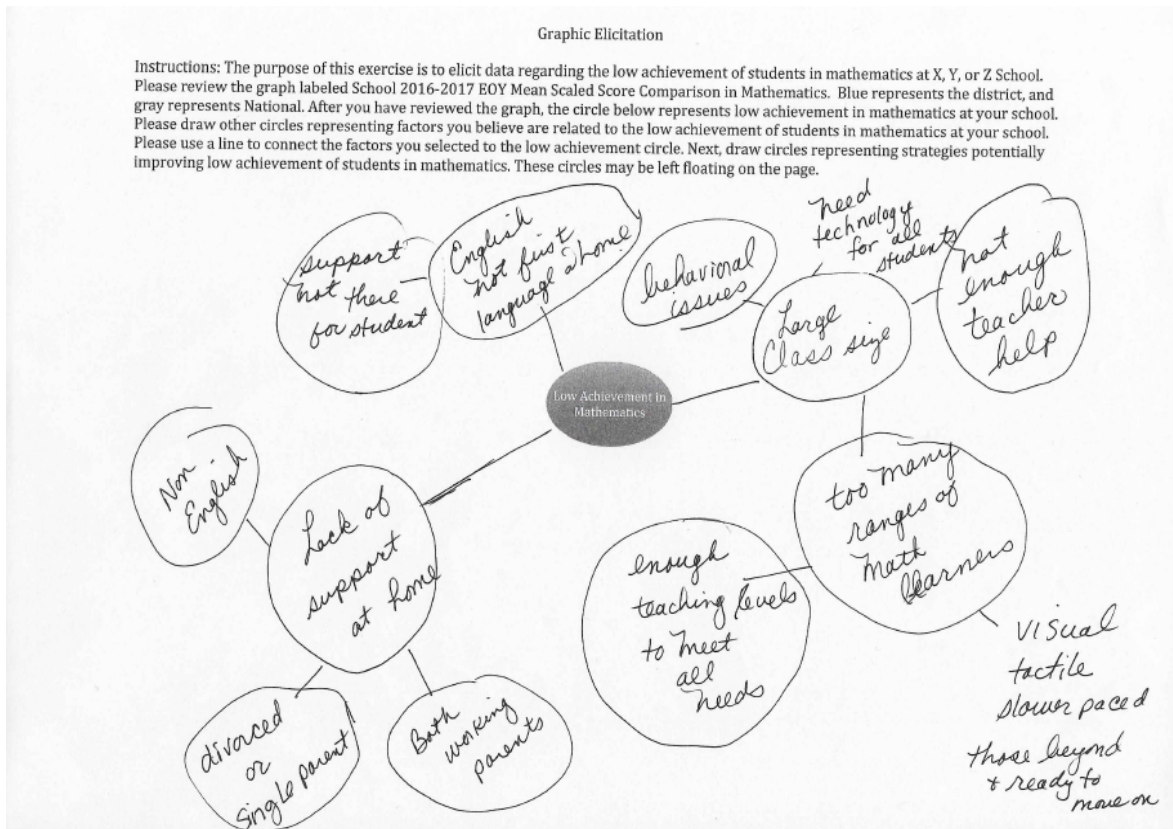 Graphic Elicitation
Instructions: The purpose of this exercise is to elicit data regarding the low achievement of students in mathematics at X, Y, or Z School.
Please review the graph labeled School 2016-2017 EOY Mean Scaled Score Comparison in Mathematics.  Blue represents the district, and
gray represents National. After you have reviewed the graph, the circle below represents low achievement in mathematics at your school.
Please draw other circles representing factors you believe are related to the low achievement of students in mathematics at your school.
Please use a line to connect the factors you selected to the low achievement circle. Next, draw circles representing strategies potentially
improving low achievement of students in mathematics. These circles may be left floating on the page.
support
not there
for student
English
not first
language @ home
behavioral
issues
need
technology
for all
students
Large
Class size
not
enough
teacher
help
Low Achievement in
Mathematics
Non
English
Lack of
support
at home
too many
ranges of
math
learners
enough
teaching levels
to meet
all
needs
visual
tactile
slower paced
those beyond
+ ready to
move on
divorced
or
single parent
Both
working
parents